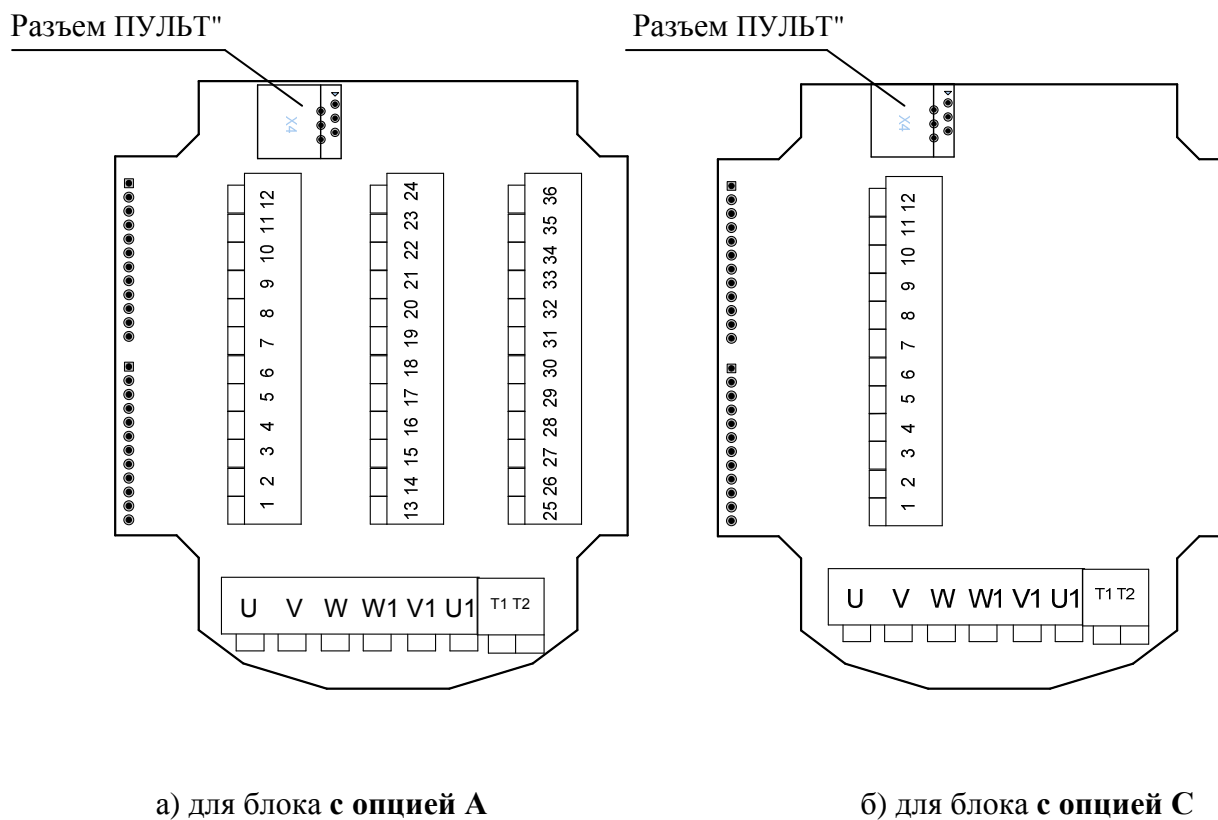 Разъем ПУЛЬТ"
Разъем ПУЛЬТ"
X4
X4
1 2 3 4 5 6 7 8 9 10 11 12
13 14 15 16 17 18 19 20 21 22 23 24
25 26 27 28 29 30 31 32 33 34 35 36
1 2 3 4 5 6 7 8 9 10 11 12
U V W W1 V1 U1 T1 T2
U V W W1 V1 U1 T1 T2
а) для блока с опцией А
б) для блока с опцией С